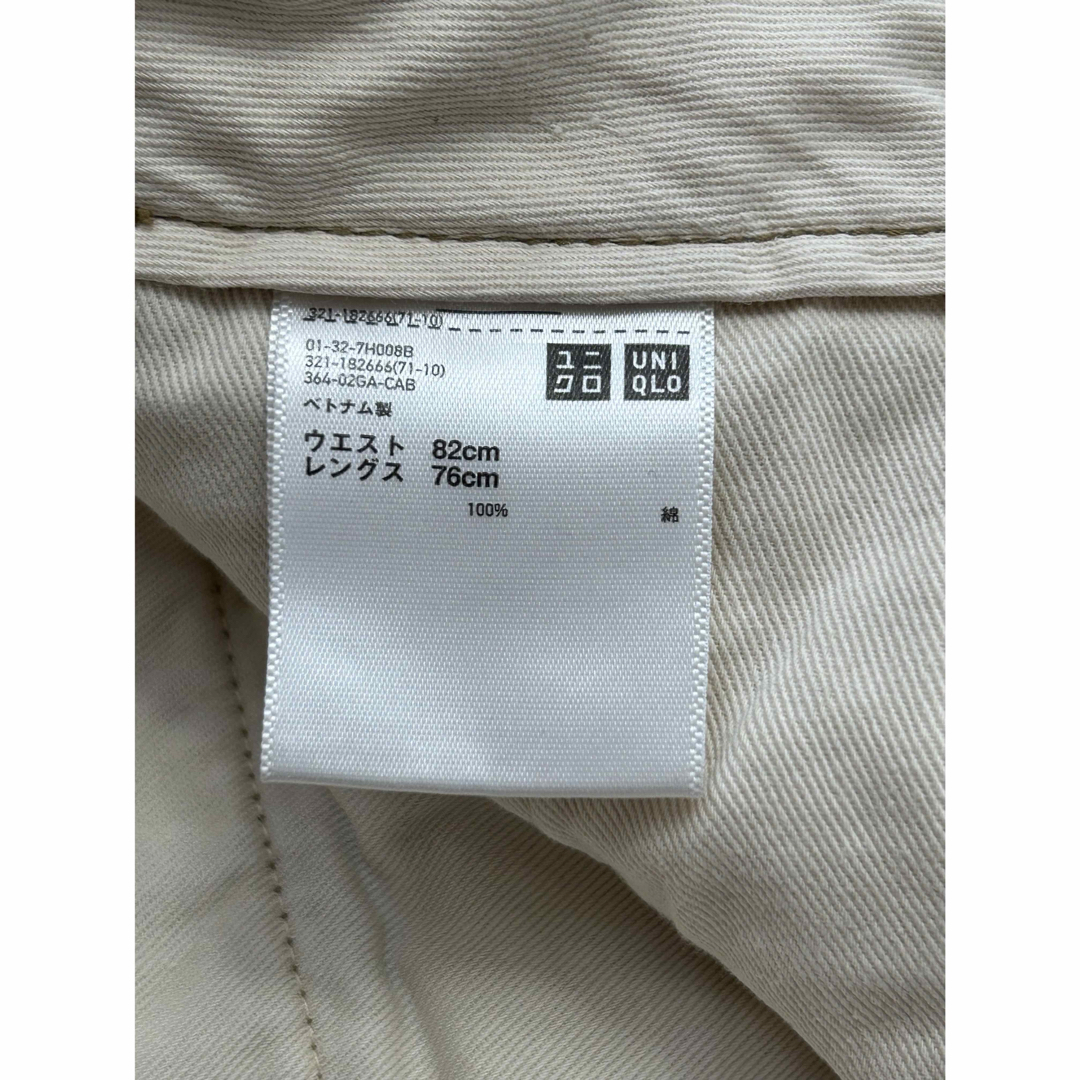 321-182666(71-10)
01-32-7H008B
321-182666(71-10)
364-02GA-CAB
ベトナム製
ユニ
クロ
UNI
QLO
ウエスト 82cm
レングス 76cm
100% 綿